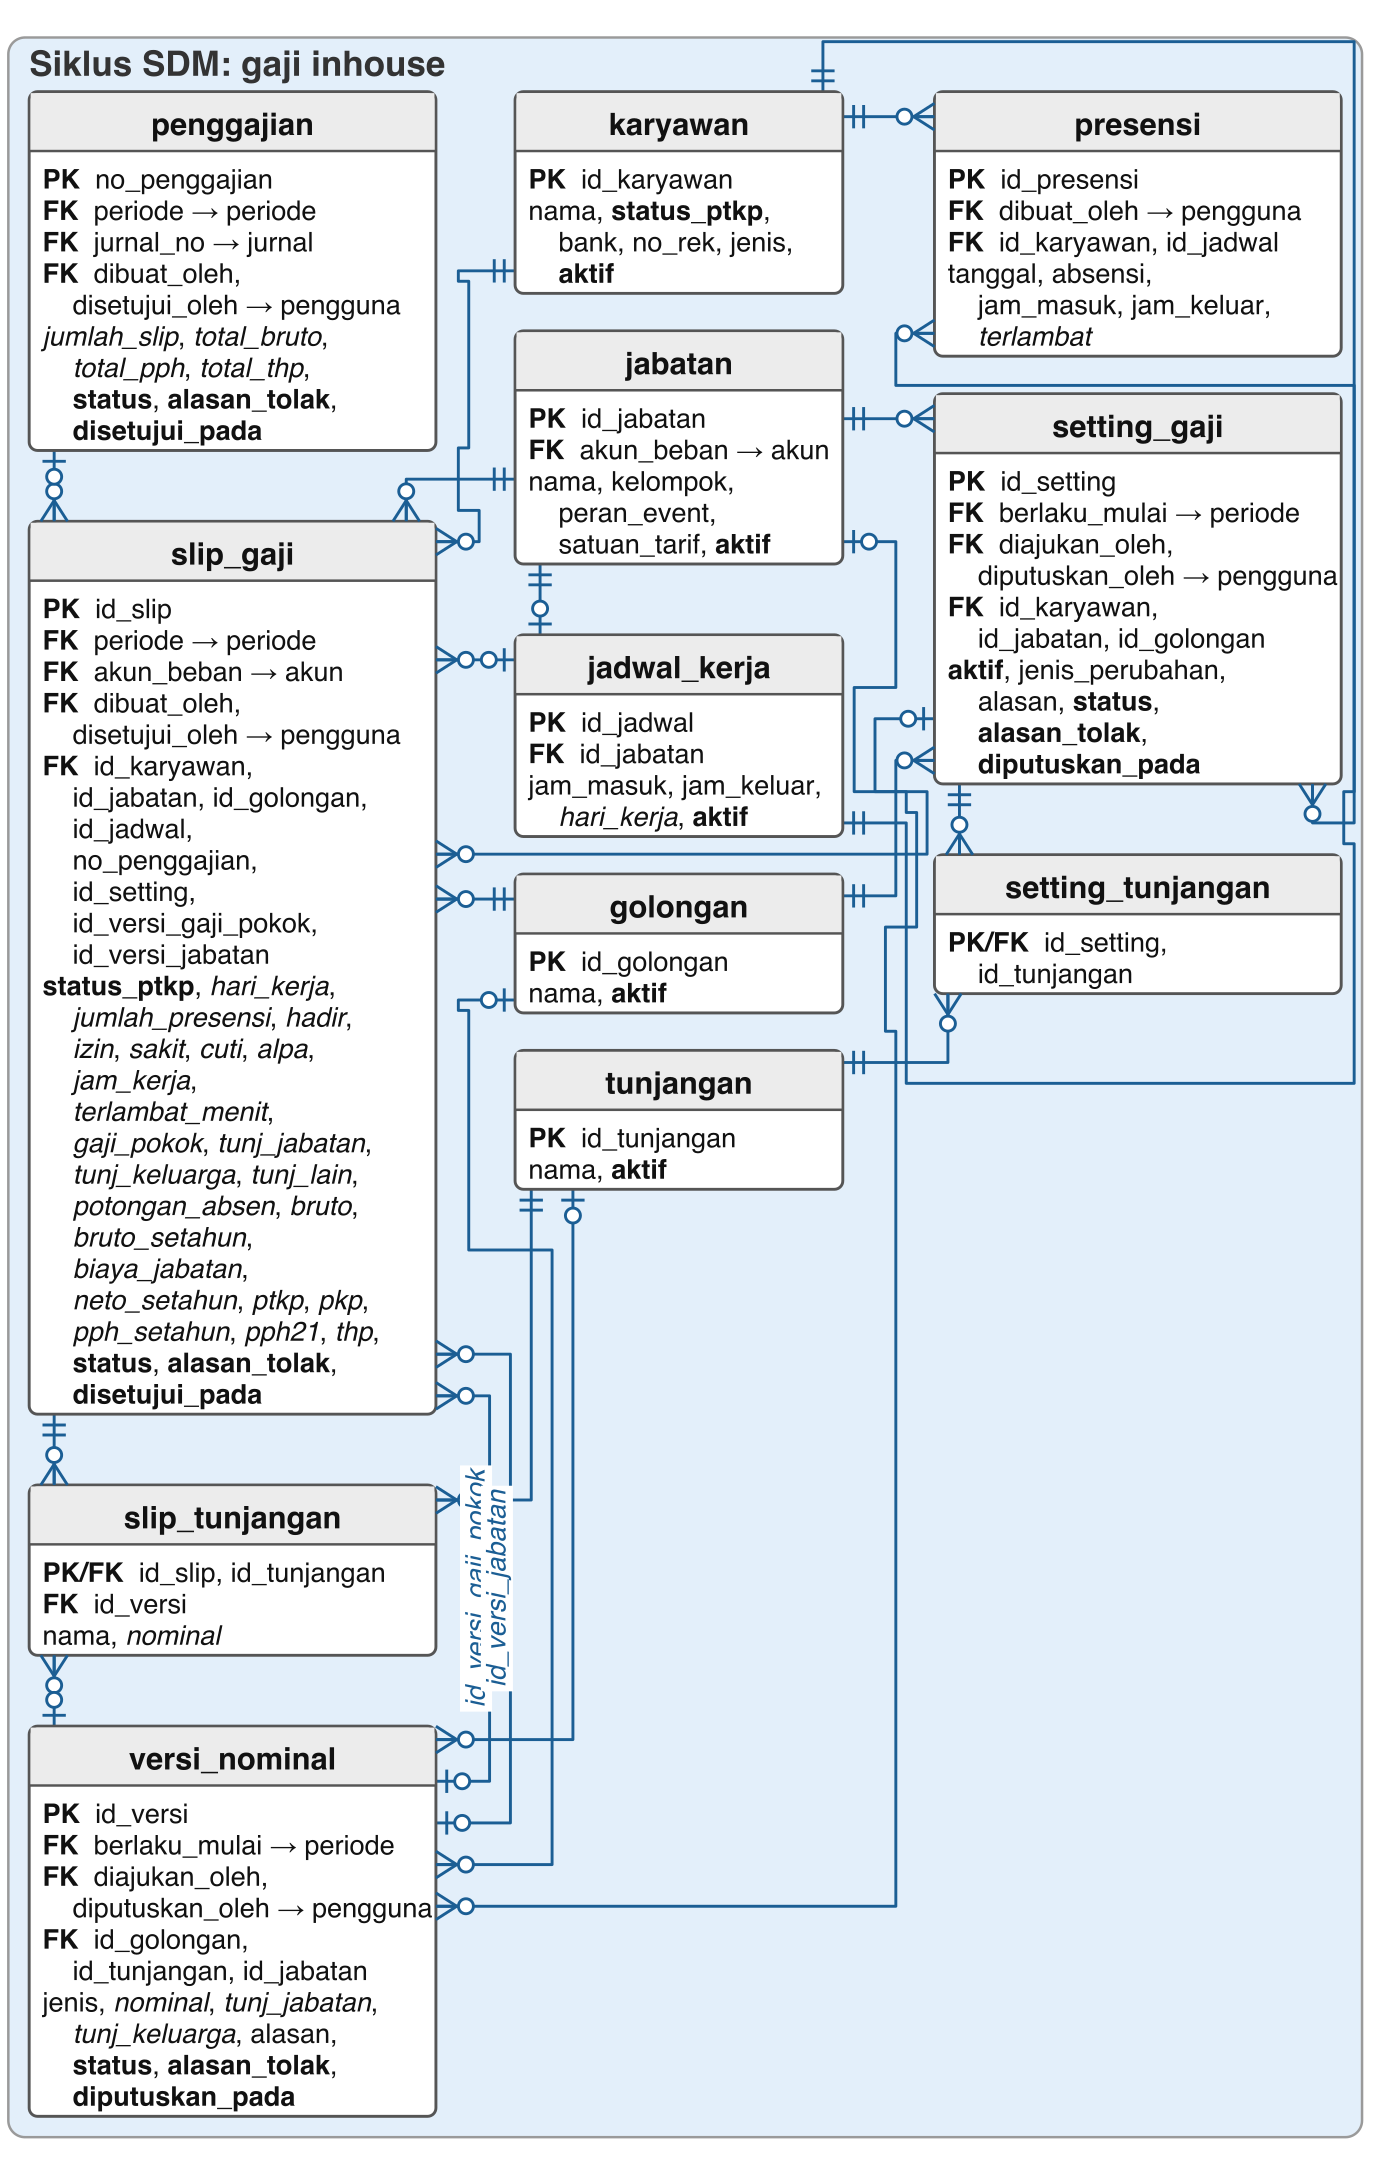 Siklus SDM: gaji inhouse
penggajian
PK no_penggajian
FK periode → periode
FK jurnal_no → jurnal
FK dibuat_oleh,
disetujui_oleh → pengguna
jumlah_slip, total_bruto,
total_pph, total_thp,
status, alasan_tolak,
disetujui_pada
karyawan
PK id_karyawan
nama, status_ptkp,
bank, no_rek, jenis,
aktif
presensi
PK id_presensi
FK dibuat_oleh → pengguna
FK id_karyawan, id_jadwal
tanggal, absensi,
jam_masuk, jam_keluar,
terlambat
jabatan
PK id_jabatan
FK akun_beban → akun
nama, kelompok,
peran_event,
satuan_tarif, aktif
setting_gaji
PK id_setting
FK berlaku_mulai → periode
FK diajukan_oleh,
diputuskan_oleh → pengguna
FK id_karyawan,
id_jabatan, id_golongan
aktif, jenis_perubahan,
alasan, status,
alasan_tolak,
diputuskan_pada
slip_gaji
PK id_slip
FK periode → periode
FK akun_beban → akun
FK dibuat_oleh,
disetujui_oleh → pengguna
FK id_karyawan,
id_jabatan, id_golongan,
id_jadwal,
no_penggajian,
id_setting,
id_versi_gaji_pokok,
id_versi_jabatan
status_ptkp, hari_kerja,
jumlah_presensi, hadir,
izin, sakit, cuti, alpa,
jam_kerja,
terlambat_menit,
gaji_pokok, tunj_jabatan,
tunj_keluarga, tunj_lain,
potongan_absen, bruto,
bruto_setahun,
biaya_jabatan,
neto_setahun, ptkp, pkp,
pph_setahun, pph21, thp,
status, alasan_tolak,
disetujui_pada
jadwal_kerja
PK id_jadwal
FK id_jabatan
jam_masuk, jam_keluar,
hari_kerja, aktif
golongan
PK id_golongan
nama, aktif
setting_tunjangan
PK/FK id_setting,
id_tunjangan
tunjangan
PK id_tunjangan
nama, aktif
slip_tunjangan
PK/FK id_slip, id_tunjangan
FK id_versi
nama, nominal
id_versi_gaji_pokok
id_versi_jabatan
versi_nominal
PK id_versi
FK berlaku_mulai → periode
FK diajukan_oleh,
diputuskan_oleh → pengguna
FK id_golongan,
id_tunjangan, id_jabatan
jenis, nominal, tunj_jabatan,
tunj_keluarga, alasan,
status, alasan_tolak,
diputuskan_pada